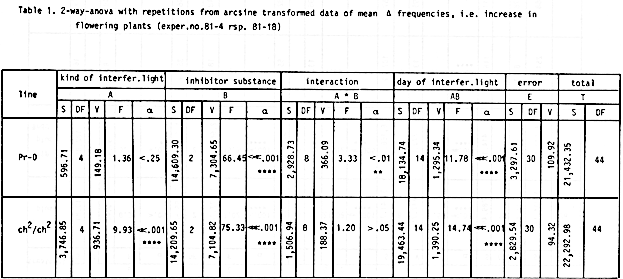 Table 1. 2-way-anova with repetitions from arcsine transformed data of mean Δ frequencies, i.e. increase in
flowering plants (exper.no.81-4 rsp. 81-18)
line kind of interfer.light inhibitor substance interaction day of interfer.light error total
A B A * B AB E T
S DF V F α S DF V F α S DF V F α S DF V F α S DF V S DF
Pr-O 596.71 4 149.18 1.36 <.25 14,609.30 2 7,304.65 66.45 ≪.001 **** 2,928.73 8 366.09 3.33 <.01 ** 18,134.74 14 1,295.34 11.78 ≪.001 **** 3,297.61 30 109.92 21,432.35 44
ch²/ch² 3,746.85 4 936.71 9.93 ≪.001 **** 14,209.65 2 7,104.82 75.33 ≪.001 **** 1,506.94 8 188.37 1.20 >.05 19,463.44 14 1,390.25 14.74 ≪.001 **** 2,829.54 30 94.32 22,292.98 44